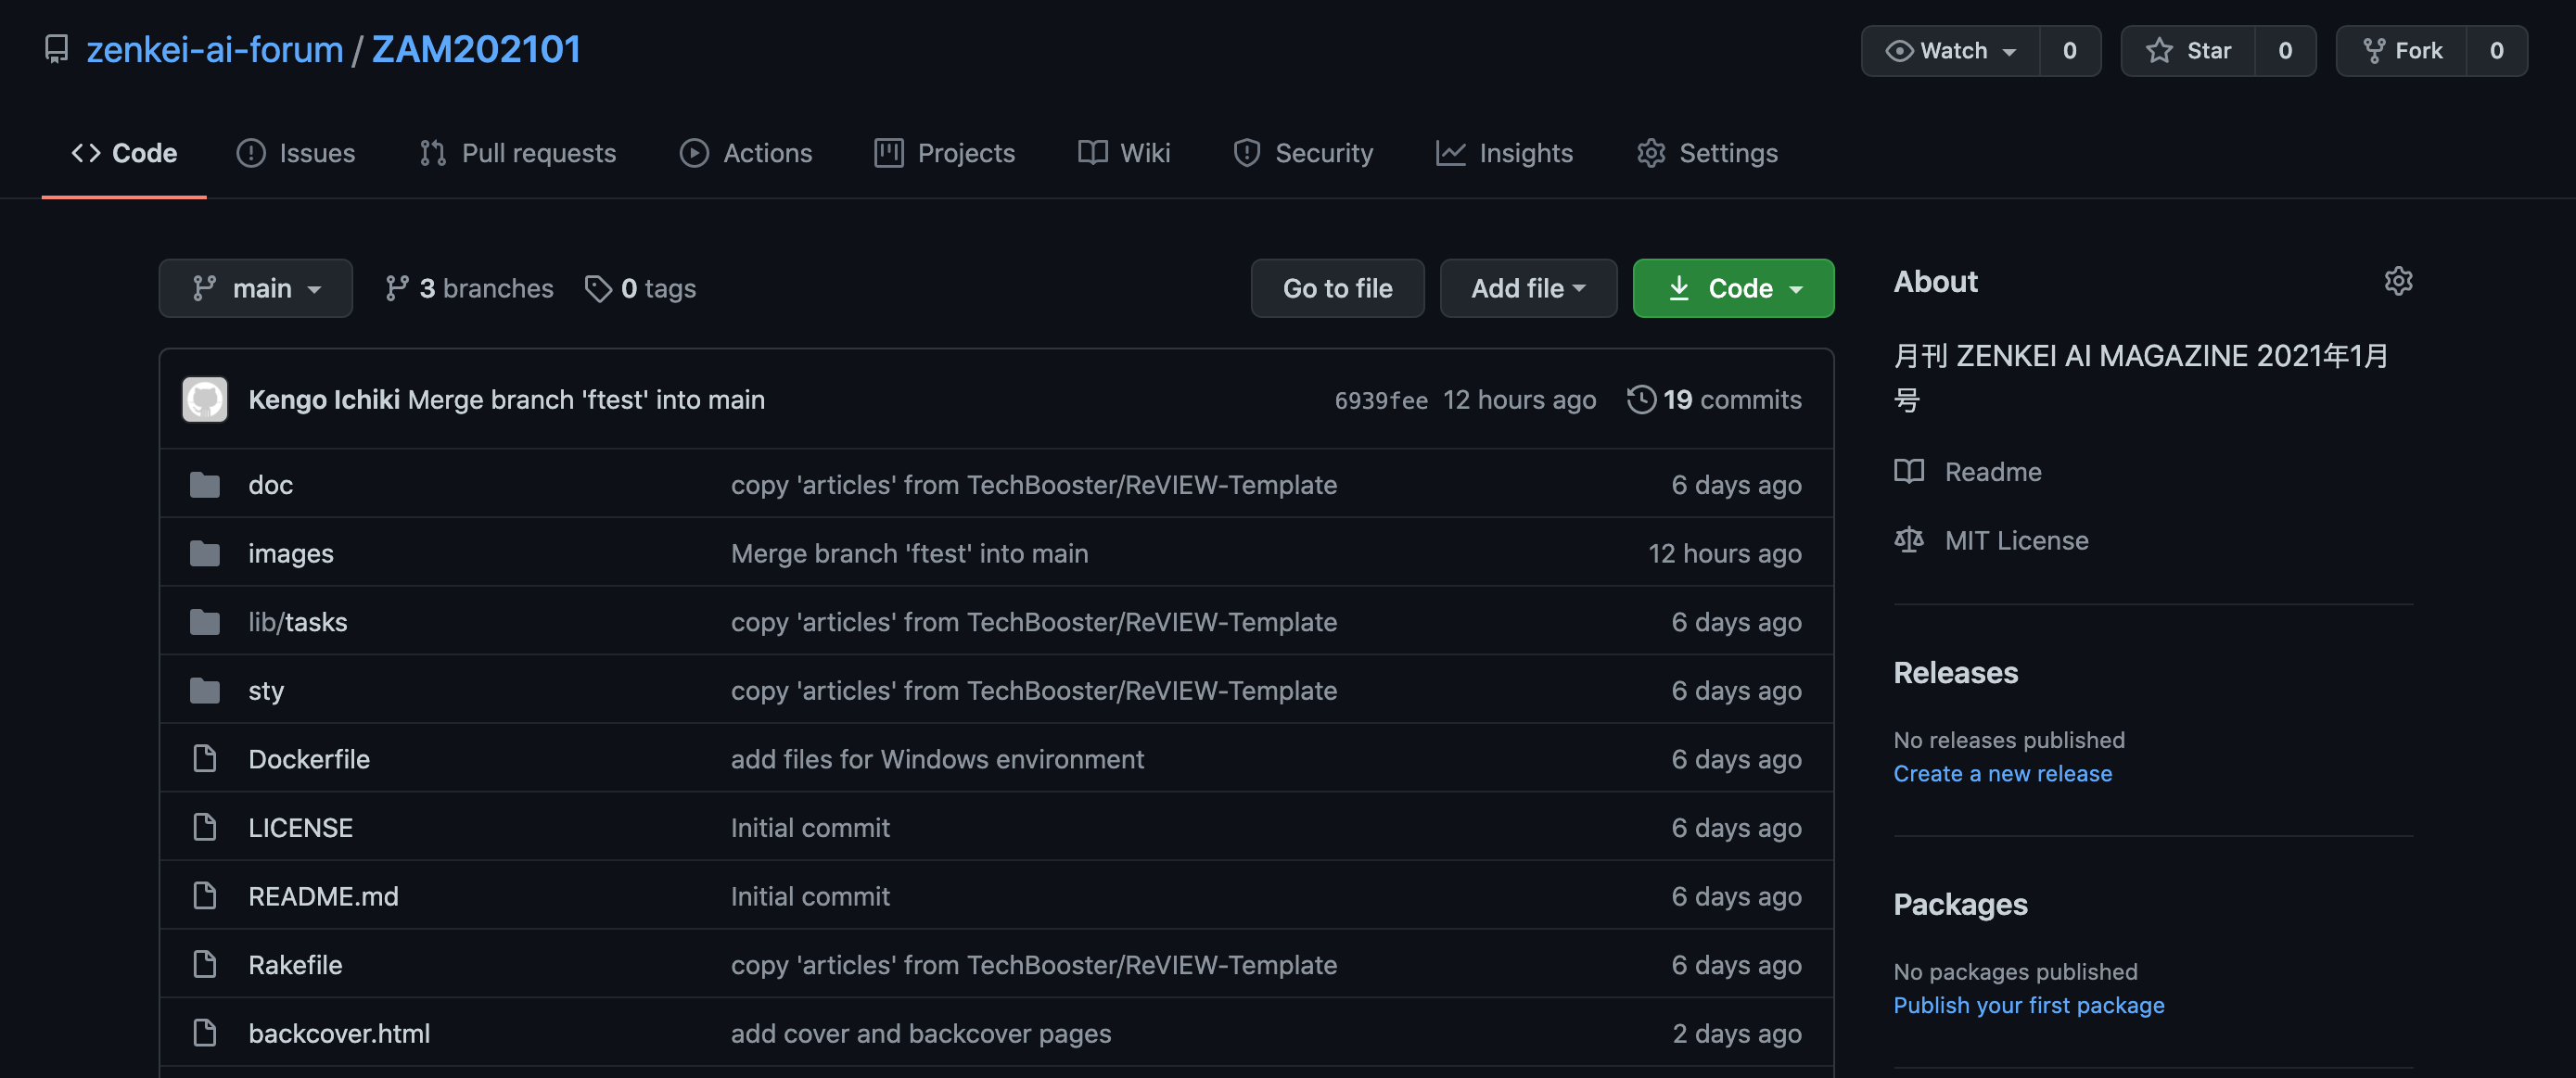 zenkei-ai-forum / ZAM202101
Watch 0 Star 0 Fork 0
Code Issues Pull requests Actions Projects Wiki Security Insights Settings
main 3 branches 0 tags Go to file Add file Code
Kengo Ichiki Merge branch 'ftest' into main 6939fee 12 hours ago 19 commits
doc copy 'articles' from TechBooster/ReVIEW-Template 6 days ago
images Merge branch 'ftest' into main 12 hours ago
lib/tasks copy 'articles' from TechBooster/ReVIEW-Template 6 days ago
sty copy 'articles' from TechBooster/ReVIEW-Template 6 days ago
Dockerfile add files for Windows environment 6 days ago
LICENSE Initial commit 6 days ago
README.md Initial commit 6 days ago
Rakefile copy 'articles' from TechBooster/ReVIEW-Template 6 days ago
backcover.html add cover and backcover pages 2 days ago
About
月刊 ZENKEI AI MAGAZINE 2021年1月
号
Readme
MIT License
Releases
No releases published
Create a new release
Packages
No packages published
Publish your first package